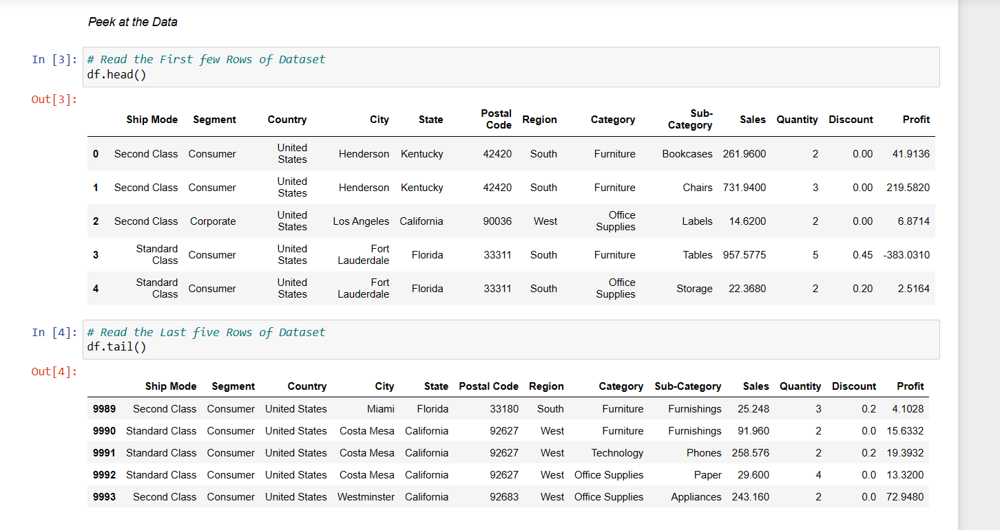 Peek at the Data
In [3]: # Read the First few Rows of Dataset
df.head()
Out[3]:
Ship Mode Segment Country City State Postal Code Region Category Sub-Category Sales Quantity Discount Profit
0 Second Class Consumer United States Henderson Kentucky 42420 South Furniture Bookcases 261.9600 2 0.00 41.9136
1 Second Class Consumer United States Henderson Kentucky 42420 South Furniture Chairs 731.9400 3 0.00 219.5820
2 Second Class Corporate United States Los Angeles California 90036 West Office Supplies Labels 14.6200 2 0.00 6.8714
3 Standard Class Consumer United States Fort Lauderdale Florida 33311 South Furniture Tables 957.5775 5 0.45 -383.0310
4 Standard Class Consumer United States Fort Lauderdale Florida 33311 South Office Supplies Storage 22.3680 2 0.20 2.5164
In [4]: # Read the Last five Rows of Dataset
df.tail()
Out[4]:
Ship Mode Segment Country City State Postal Code Region Category Sub-Category Sales Quantity Discount Profit
9989 Second Class Consumer United States Miami Florida 33180 South Furniture Furnishings 25.248 3 0.2 4.1028
9990 Standard Class Consumer United States Costa Mesa California 92627 West Furniture Furnishings 91.960 2 0.0 15.6332
9991 Standard Class Consumer United States Costa Mesa California 92627 West Technology Phones 258.576 2 0.2 19.3932
9992 Standard Class Consumer United States Costa Mesa California 92627 West Office Supplies Paper 29.600 4 0.0 13.3200
9993 Second Class Consumer United States Westminster California 92683 West Office Supplies Appliances 243.160 2 0.0 72.9480